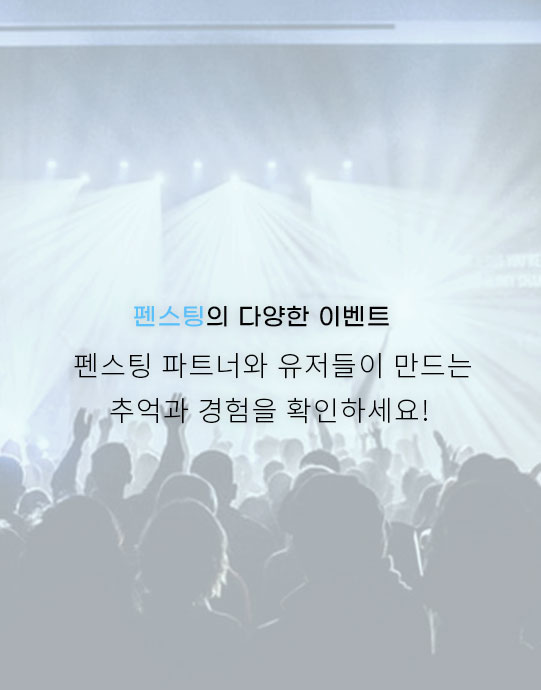 펜스팅의 다양한 이벤트
펜스팅 파트너와 유저들이 만드는
추억과 경험을 확인하세요!